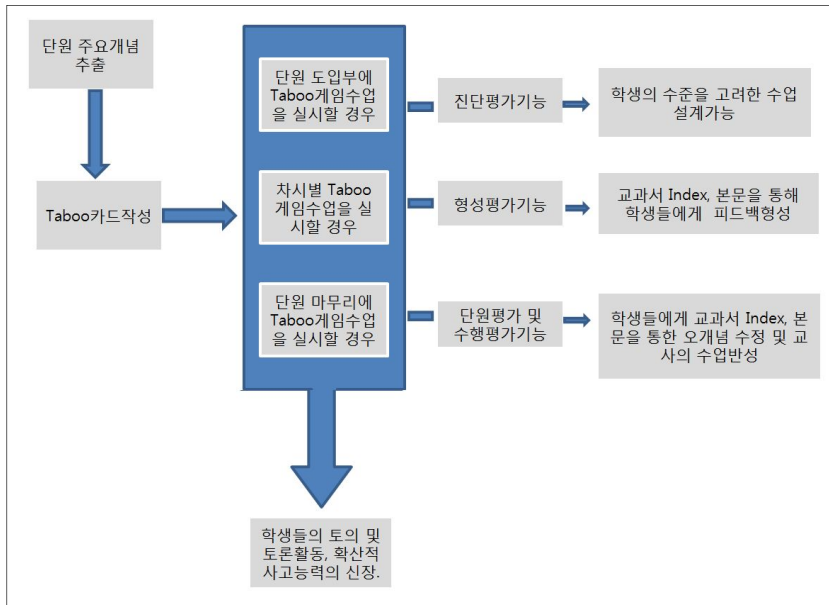 단원 주요개념
추출
Taboo카드작성
단원 도입부에
Taboo게임수업
을 실시할 경우
진단평가기능
학생의 수준을 고려한 수업
설계가능
차시별 Taboo
게임수업을 실
시할 경우
형성평가기능
교과서 Index, 본문을 통해
학생들에게 피드백형성
단원 마무리에
Taboo게임수업
을 실시할 경우
단원평가 및
수행평가기능
학생들에게 교과서 Index, 본
문을 통한 오개념 수정 및 교
사의 수업반성
학생들의 토의 및
토론활동, 확산적
사고능력의 신장.